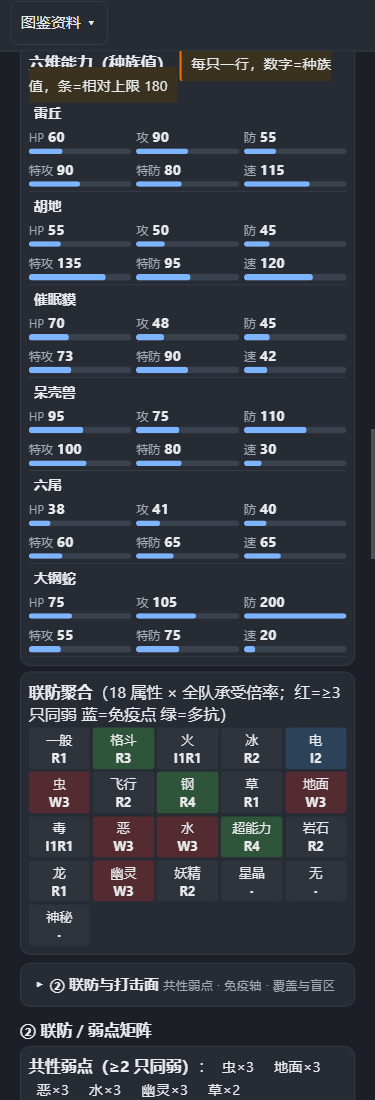 图鉴资料 ▼
六维能力（种族值） 每只一行，数字=种族
值，条=相对上限 180
雷丘
HP 60 攻 90 防 55
特攻 90 特防 80 速 115
胡地
HP 55 攻 50 防 45
特攻 135 特防 95 速 120
催眠貘
HP 70 攻 48 防 45
特攻 73 特防 90 速 42
呆壳兽
HP 95 攻 75 防 110
特攻 100 特防 80 速 30
六尾
HP 38 攻 41 防 40
特攻 60 特防 65 速 65
大钢蛇
HP 75 攻 105 防 200
特攻 55 特防 75 速 20
联防聚合（18 属性 × 全队承受倍率；红=≥3
只同弱 蓝=免疫点 绿=多抗）
一般 格斗 火 冰 电
R1 R3 I1R1 R2 I2
虫 飞行 钢 草 地面
W3 R2 R4 R1 W3
毒 恶 水 超能力 岩石
I1R1 W3 W3 R4 R2
龙 幽灵 妖精 星晶 无
R1 W3 R2 - -
神秘
-
▶ ② 联防与打击面 共性弱点 · 免疫轴 · 覆盖与盲区
② 联防 / 弱点矩阵
共性弱点（≥2 只同弱）： 虫×3 地面×3
恶×3 水×3 幽灵×3 草×2